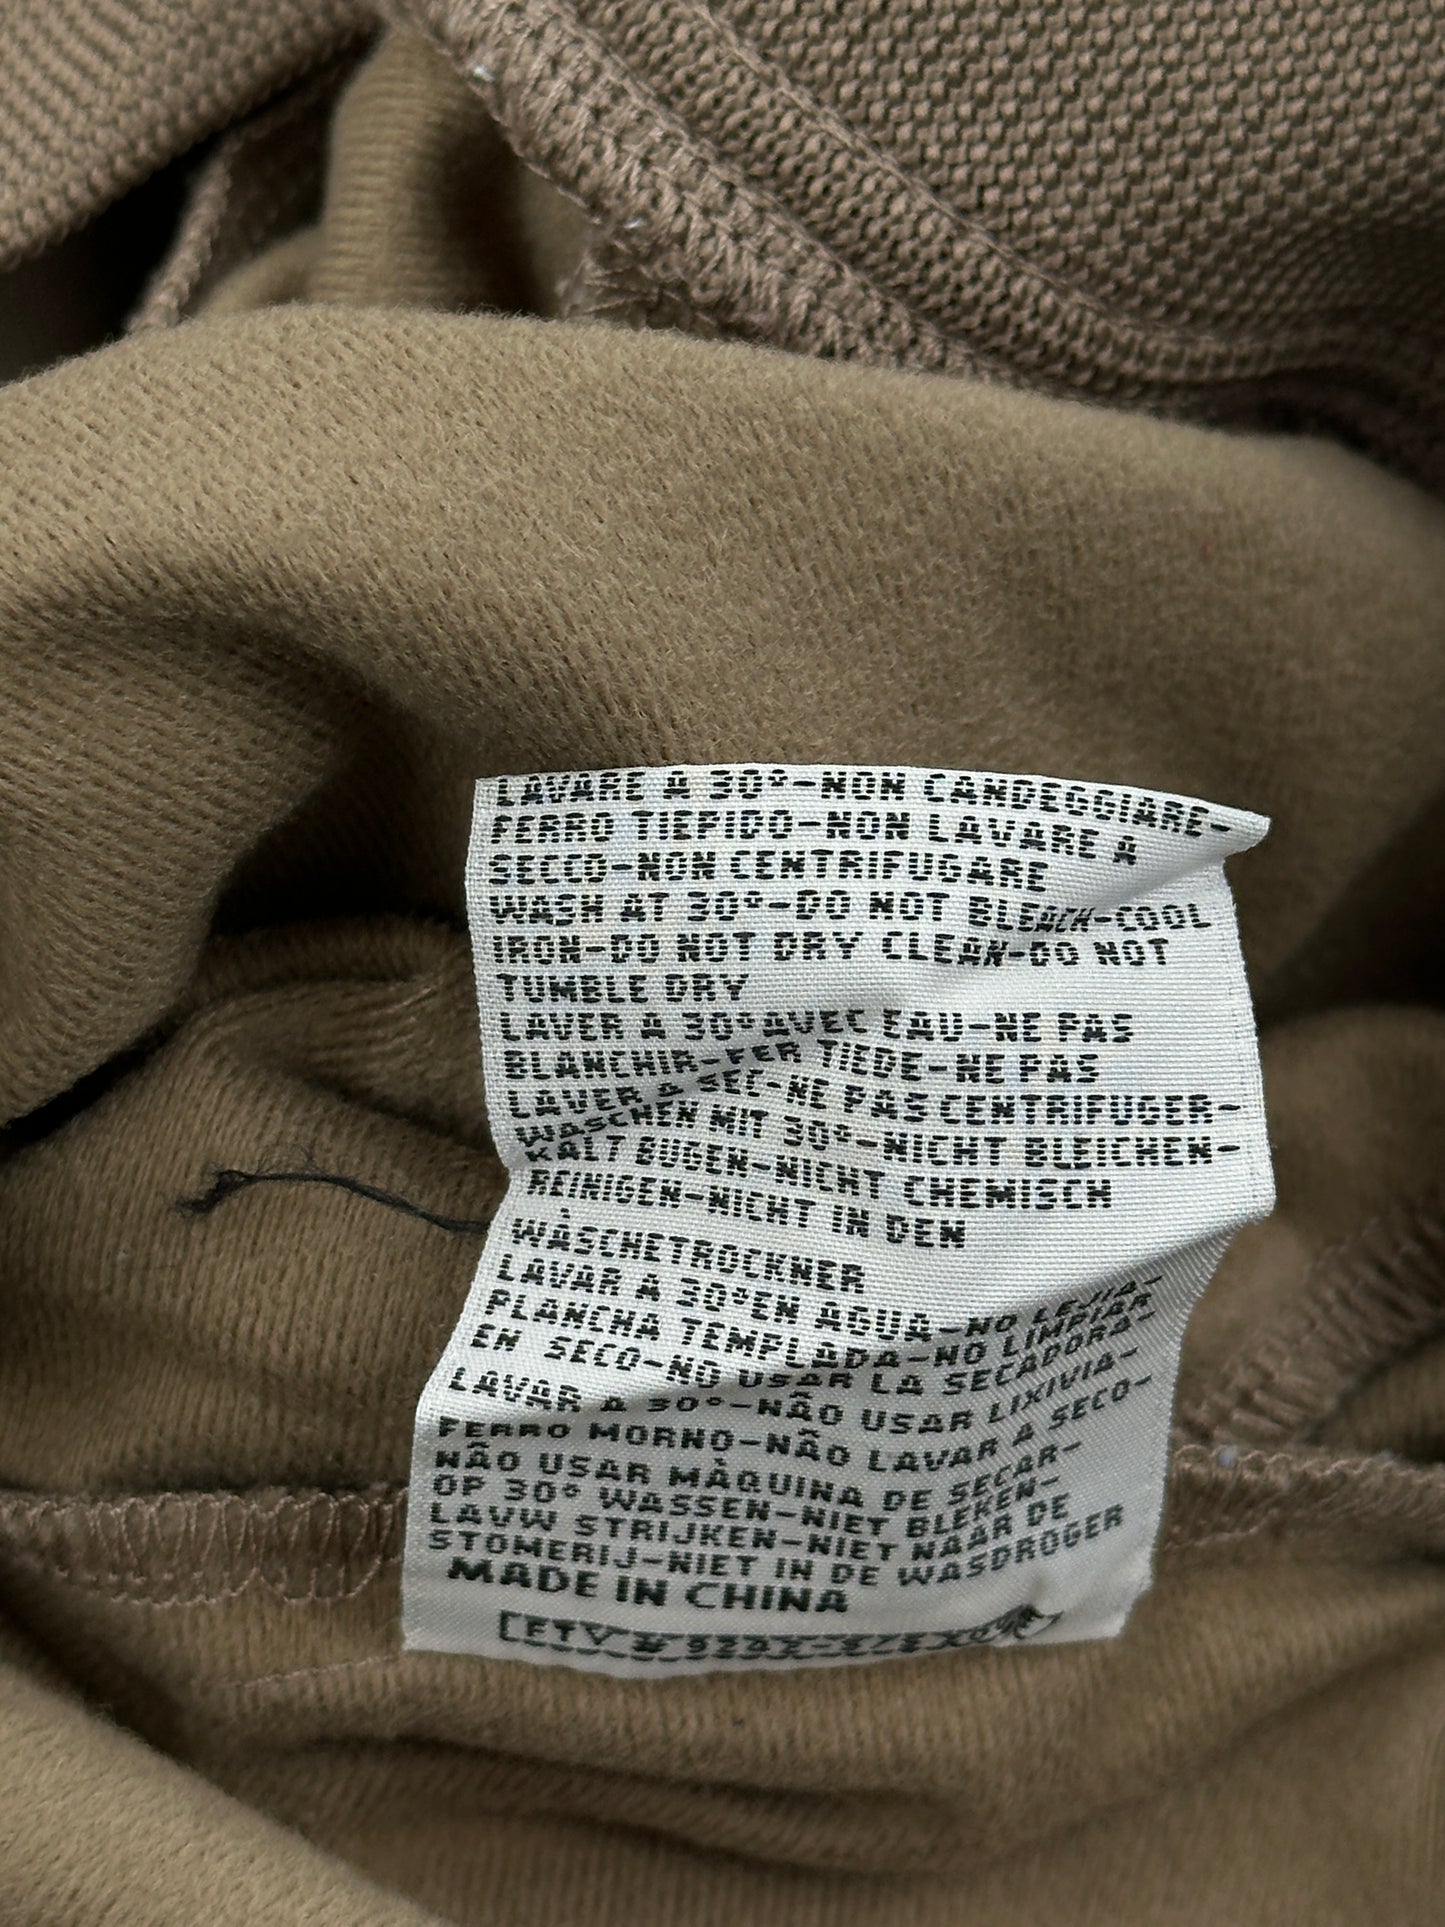 LAVARE A 30°-NON CANDEGGIARE-
FERRO TIEPIDO-NON LAVARE A
SECCO-NON CENTRIFUGARE
WASH AT 30°-DO NOT BLEACH-COOL
IRON-DO NOT DRY CLEAN-DO NOT
TUMBLE DRY
LAVER A 30°AVEC EAU-NE PAS
BLANCHIR-FER TIEDE-NE PAS
LAVER A SEC-NE PAS CENTRIFUGER-
WASCHEN MIT 30°-NICHT BLEICHEN-
KALT BUGEN-NICHT CHEMISCH
REINIGEN-NICHT IN DEN
WÀSCHETROCKNER
LAVAR A 30°EN AGUA-NO LEJIA-
PLANCHA TEMPLADA-NO LIMPIAR
EN SECO-NO USAR LA SECADORA-
LAVAR A 30°-NÃO USAR LIXIVIA-
FERRO MORNO-NÃO LAVAR A SECO-
NÃO USAR MÀQUINA DE SECAR-
OP 30° WASSEN-NIET BLEKEN-
LAUW STRIJKEN-NIET NAAR DE
STOMERIJ-NIET IN DE WASDROGER
MADE IN CHINA